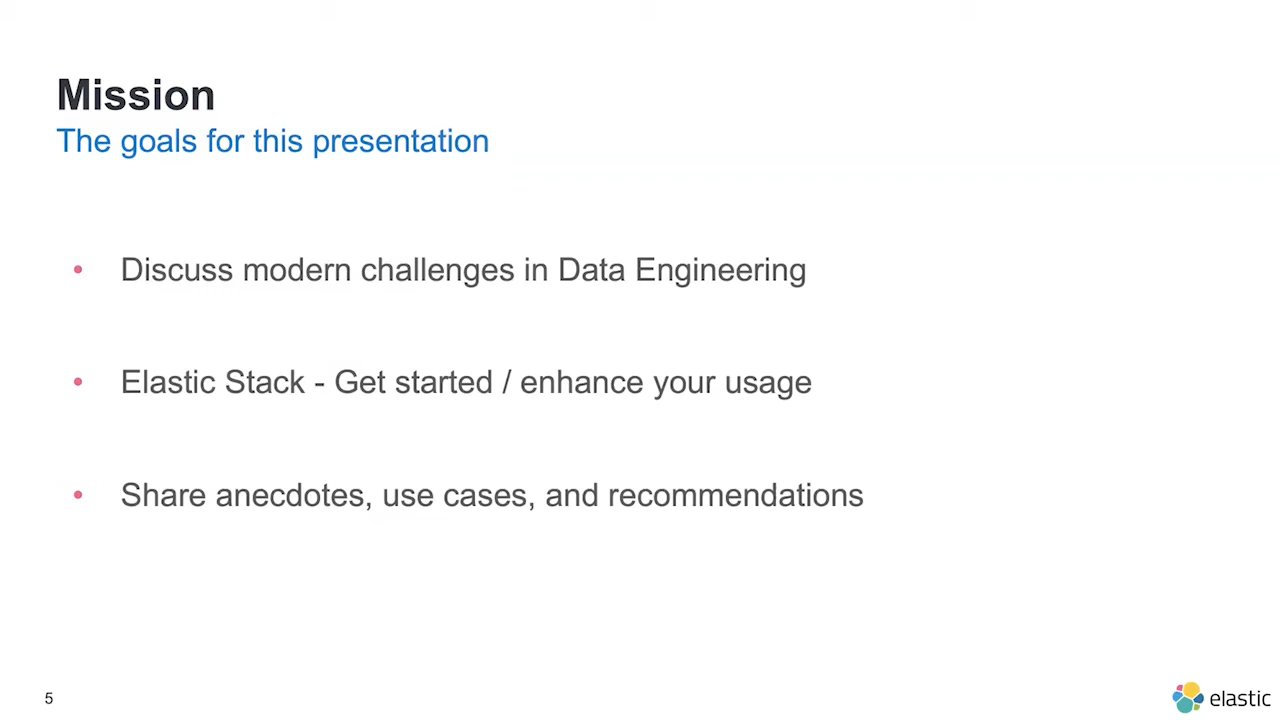 Mission
The goals for this presentation
• Discuss modern challenges in Data Engineering
• Elastic Stack - Get started / enhance your usage
• Share anecdotes, use cases, and recommendations
5
elastic